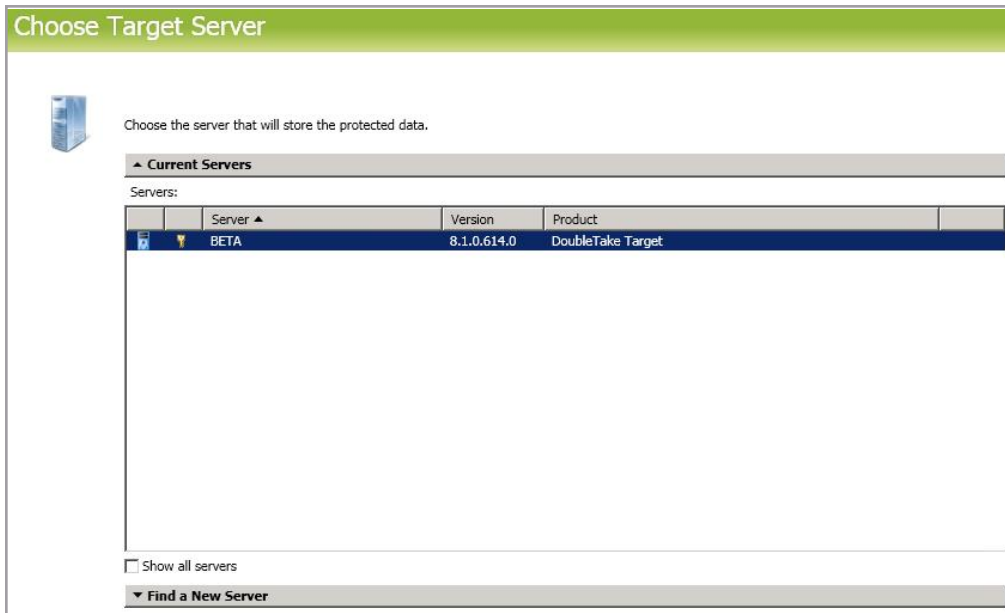 Choose Target Server
Choose the server that will store the protected data.
Current Servers
Servers:
Server Version Product
BETA 8.1.0.614.0 DoubleTake Target
Show all servers
Find a New Server